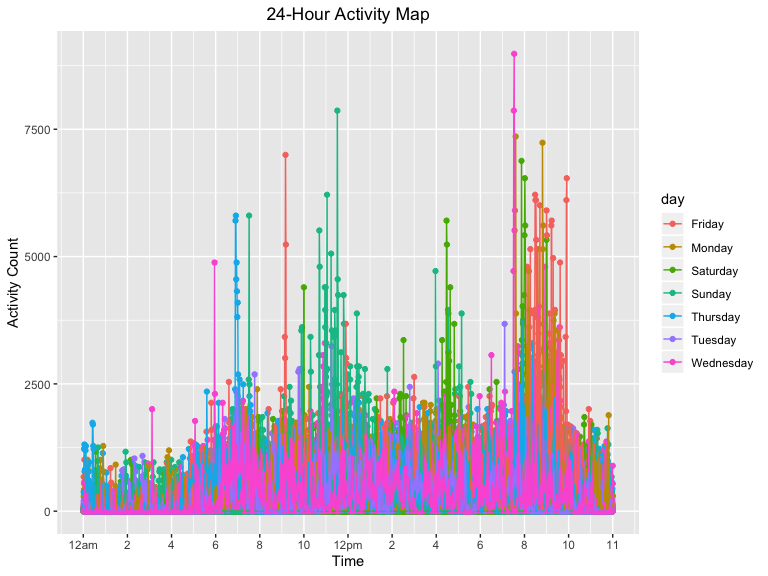 24-Hour Activity Map
Activity Count
7500
5000
2500
0
12am 2 4 6 8 10 12pm 2 4 6 8 10 11
Time
day
Friday
Monday
Saturday
Sunday
Thursday
Tuesday
Wednesday